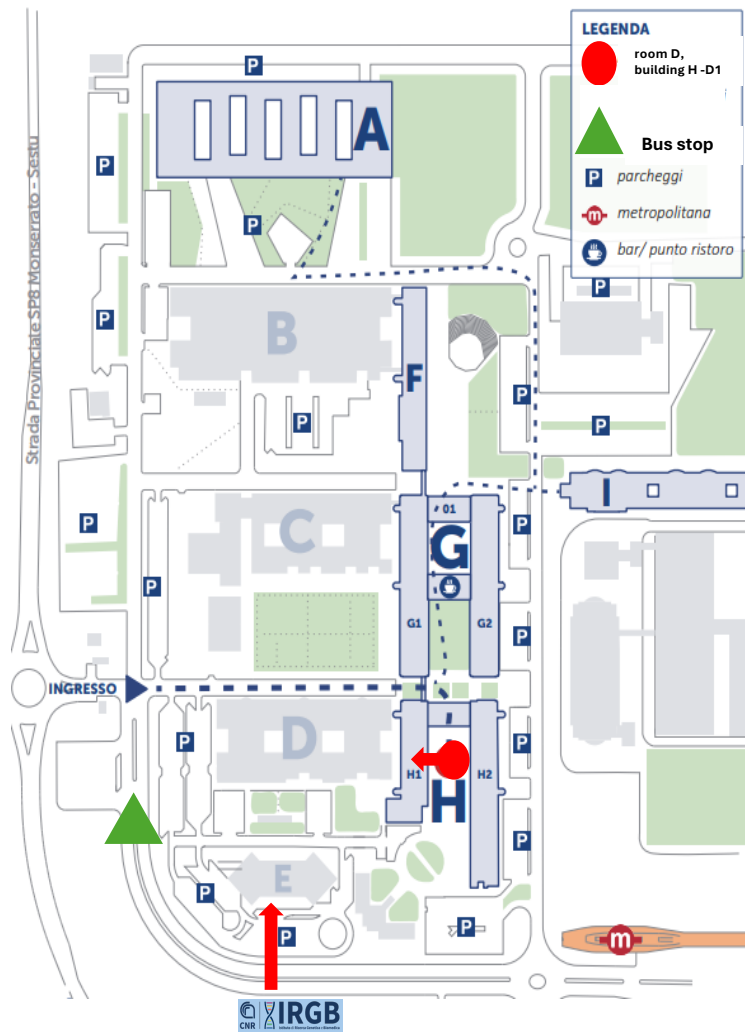 LEGENDA
room D,
building H -D1
Bus stop
P parcheggi
m metropolitana
bar/ punto ristoro
P
A
P
P
P
Strada Provinciale SP8 Monserrato - Sestu
P
B
F
P
P
P
I
01
C
G
P
P
P
G1
G2
P
INGRESSO
D
P
P
H1
H2
H
P
E
P
P
P
m
CNR
IRGB